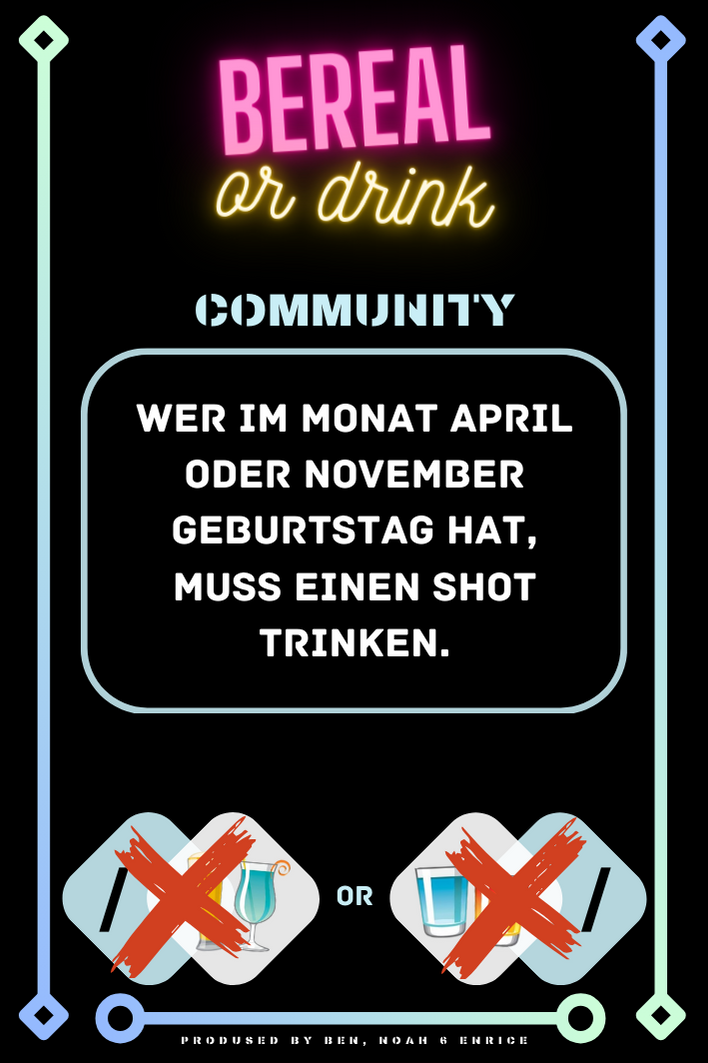 BEREAL
or drink
COMMUNITY
WER IM MONAT APRIL
ODER NOVEMBER
GEBURTSTAG HAT,
MUSS EINEN SHOT
TRINKEN.
/ OR /
PRODUSED BY BEN, NOAH & ENRICE